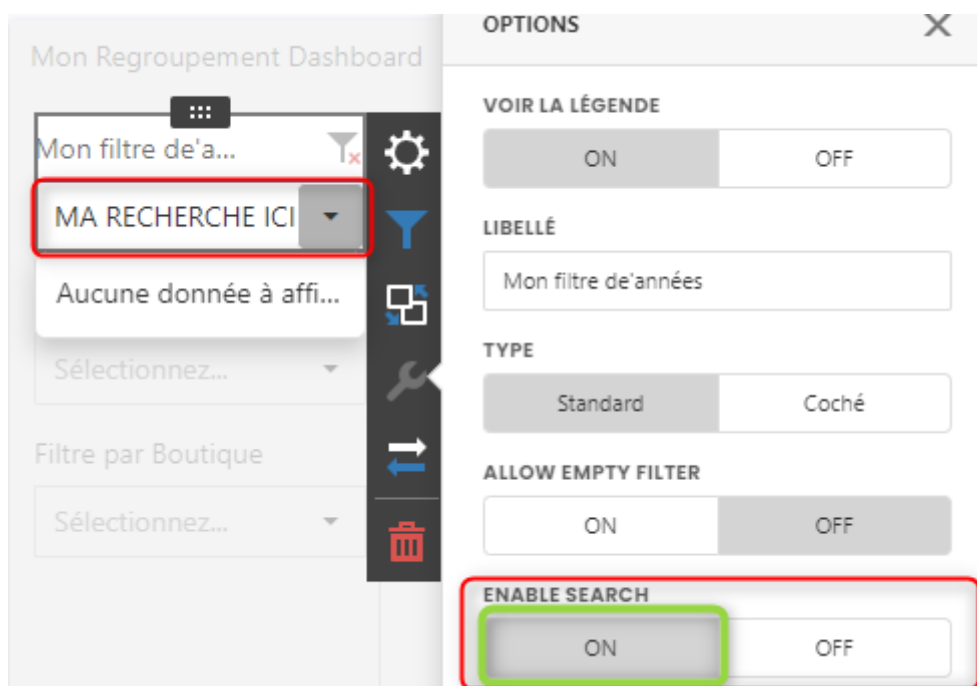 Mon Regroupement Dashboard
Mon filtre de'a...
MA RECHERCHE ICI
Aucune donnée à affi...
Sélectionnez...
Filtre par Boutique
Sélectionnez...
OPTIONS
VOIR LA LÉGENDE
ON OFF
LIBELLÉ
Mon filtre de'années
TYPE
Standard Coché
ALLOW EMPTY FILTER
ON OFF
ENABLE SEARCH
ON OFF